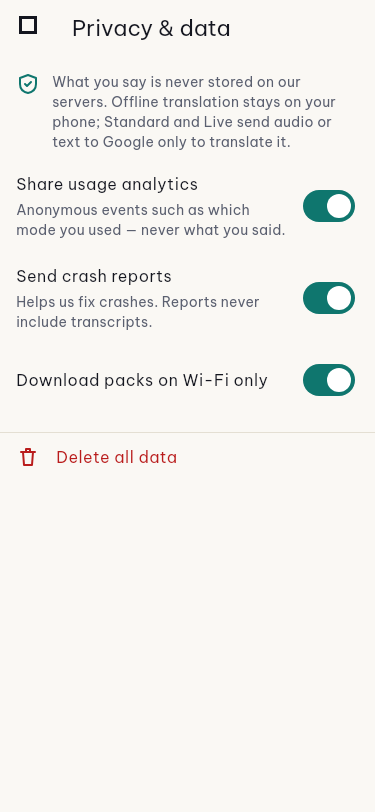 Privacy & data
What you say is never stored on our
servers. Offline translation stays on your
phone; Standard and Live send audio or
text to Google only to translate it.
Share usage analytics
Anonymous events such as which
mode you used — never what you said.
Send crash reports
Helps us fix crashes. Reports never
include transcripts.
Download packs on Wi-Fi only
Delete all data